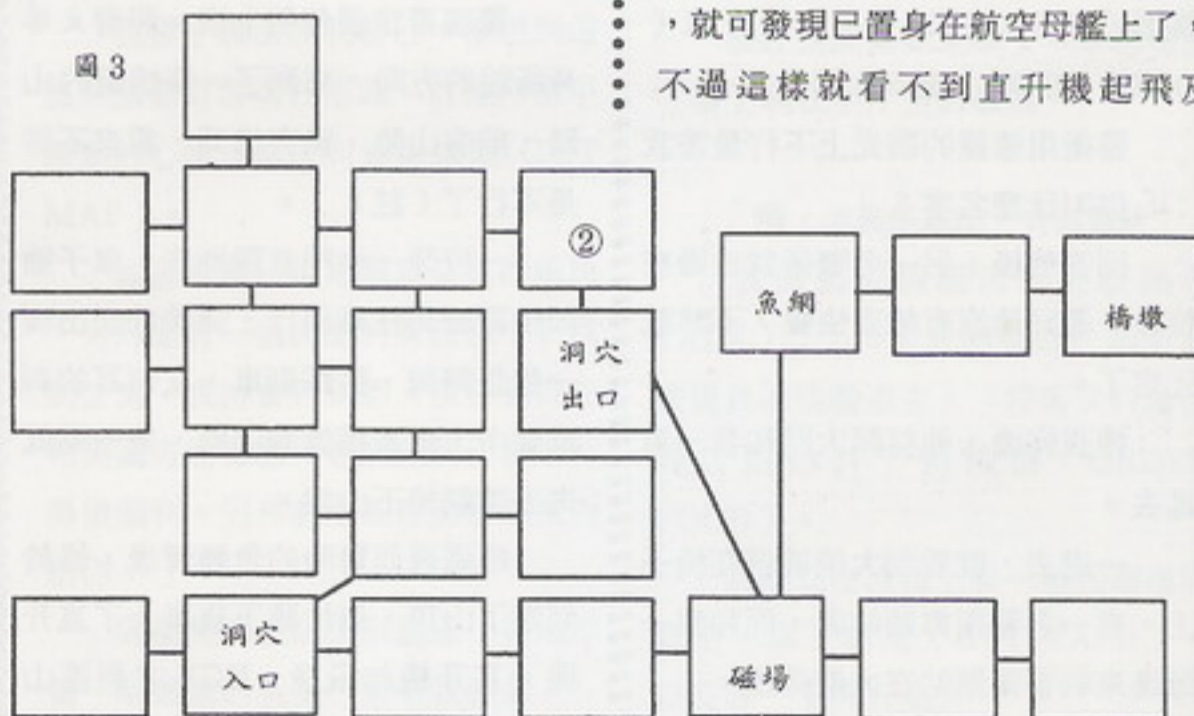 圖3
，就可發現已置身在航空母艦上了
不過這樣就看不到直升機起飛及
②
洞穴
出口
魚網
橋墩
洞穴
入口
磁場